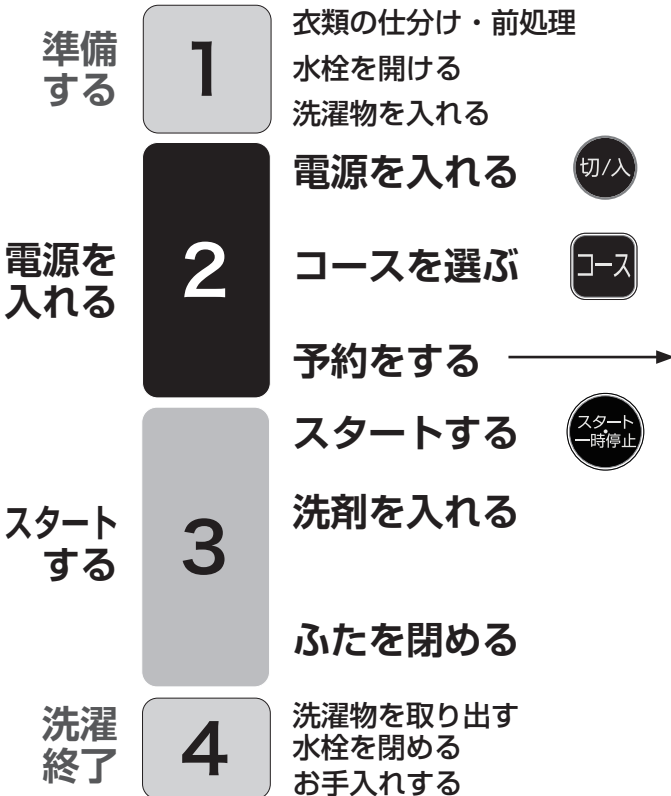 準備
する
1
衣類の仕分け・前処理
水栓を開ける
洗濯物を入れる
電源を
入れる
2
電源を入れる
切/入
コースを選ぶ
コース
予約をする
スタート
する
3
スタートする
スタート
一時停止
洗剤を入れる
ふたを閉める
洗濯
終了
4
洗濯物を取り出す
水栓を閉める
お手入れする